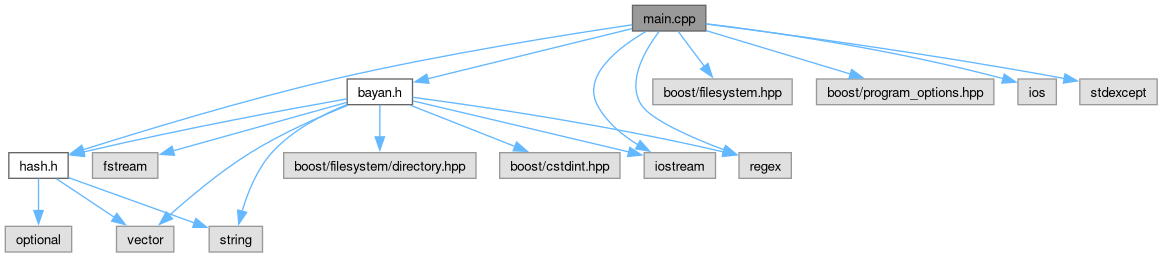 main.cpp
bayan.h
boost/filesystem.hpp
boost/program_options.hpp
ios
stdexcept
hash.h
fstream
boost/filesystem/directory.hpp
boost/cstdint.hpp
iostream
regex
optional
vector
string